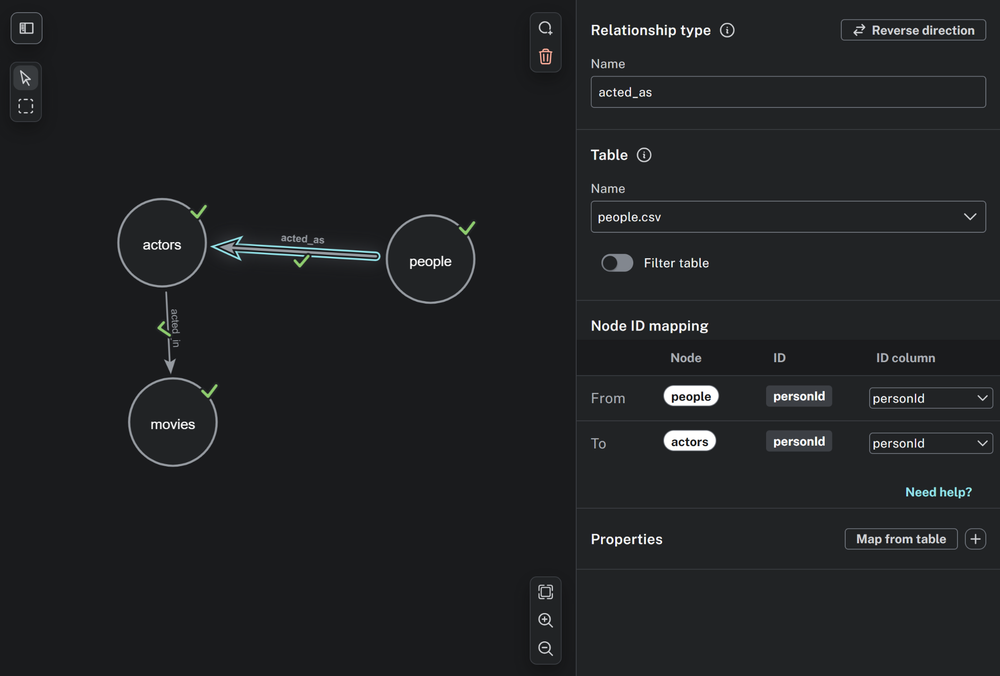 actors
acted_as
people
acted_in
movies
Relationship type
Reverse direction
Name
acted_as
Table
Name
people.csv
Filter table
Node ID mapping
Node ID ID column
From people personId personId
To actors personId personId
Need help?
Properties
Map from table